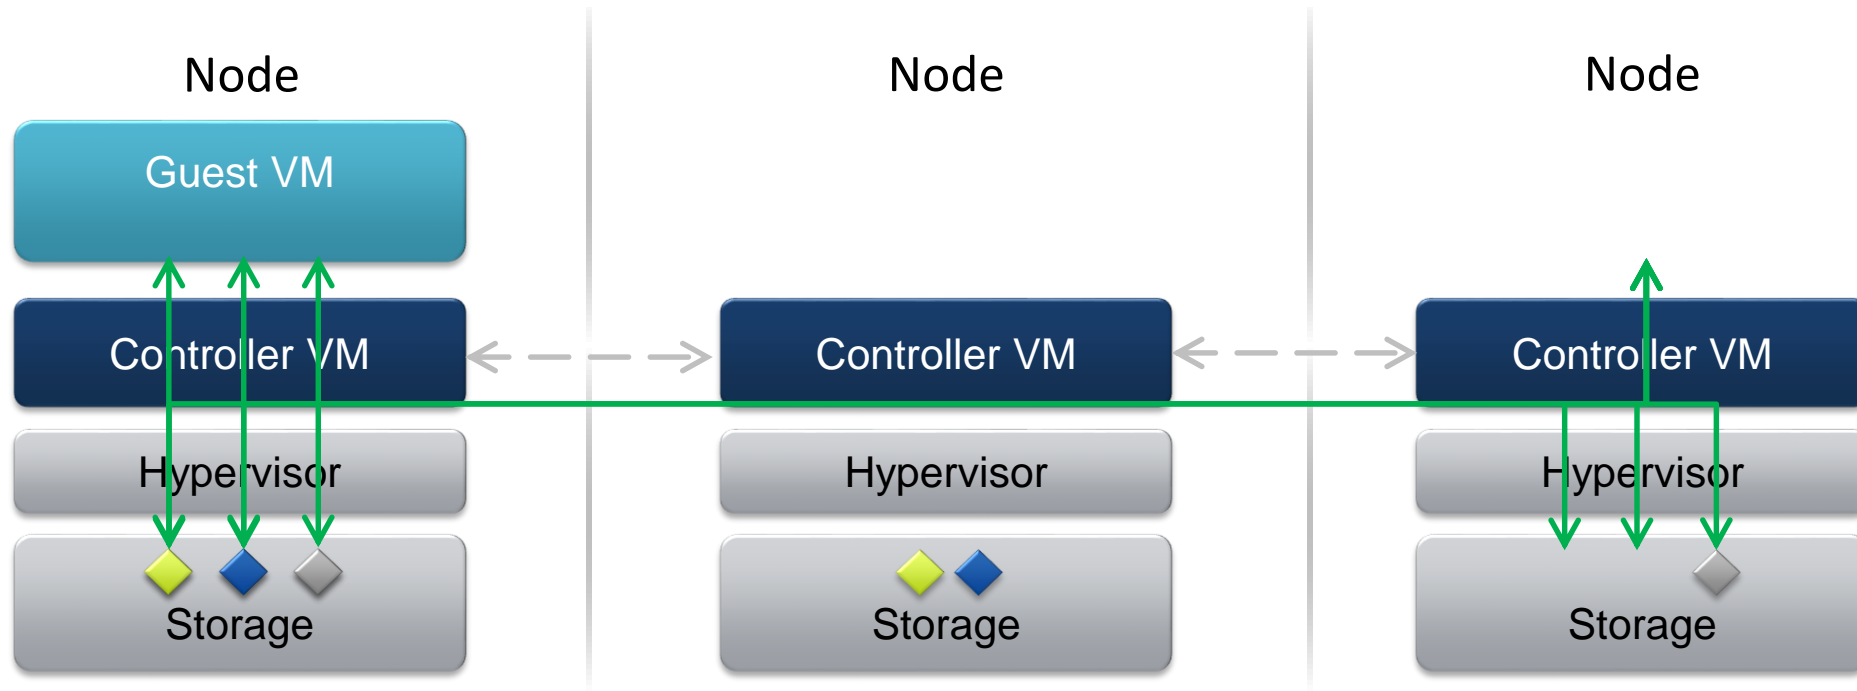 Node
Node
Node
Guest VM
Controller VM
Controller VM
Controller VM
Hypervisor
Hypervisor
Hypervisor
Storage
Storage
Storage